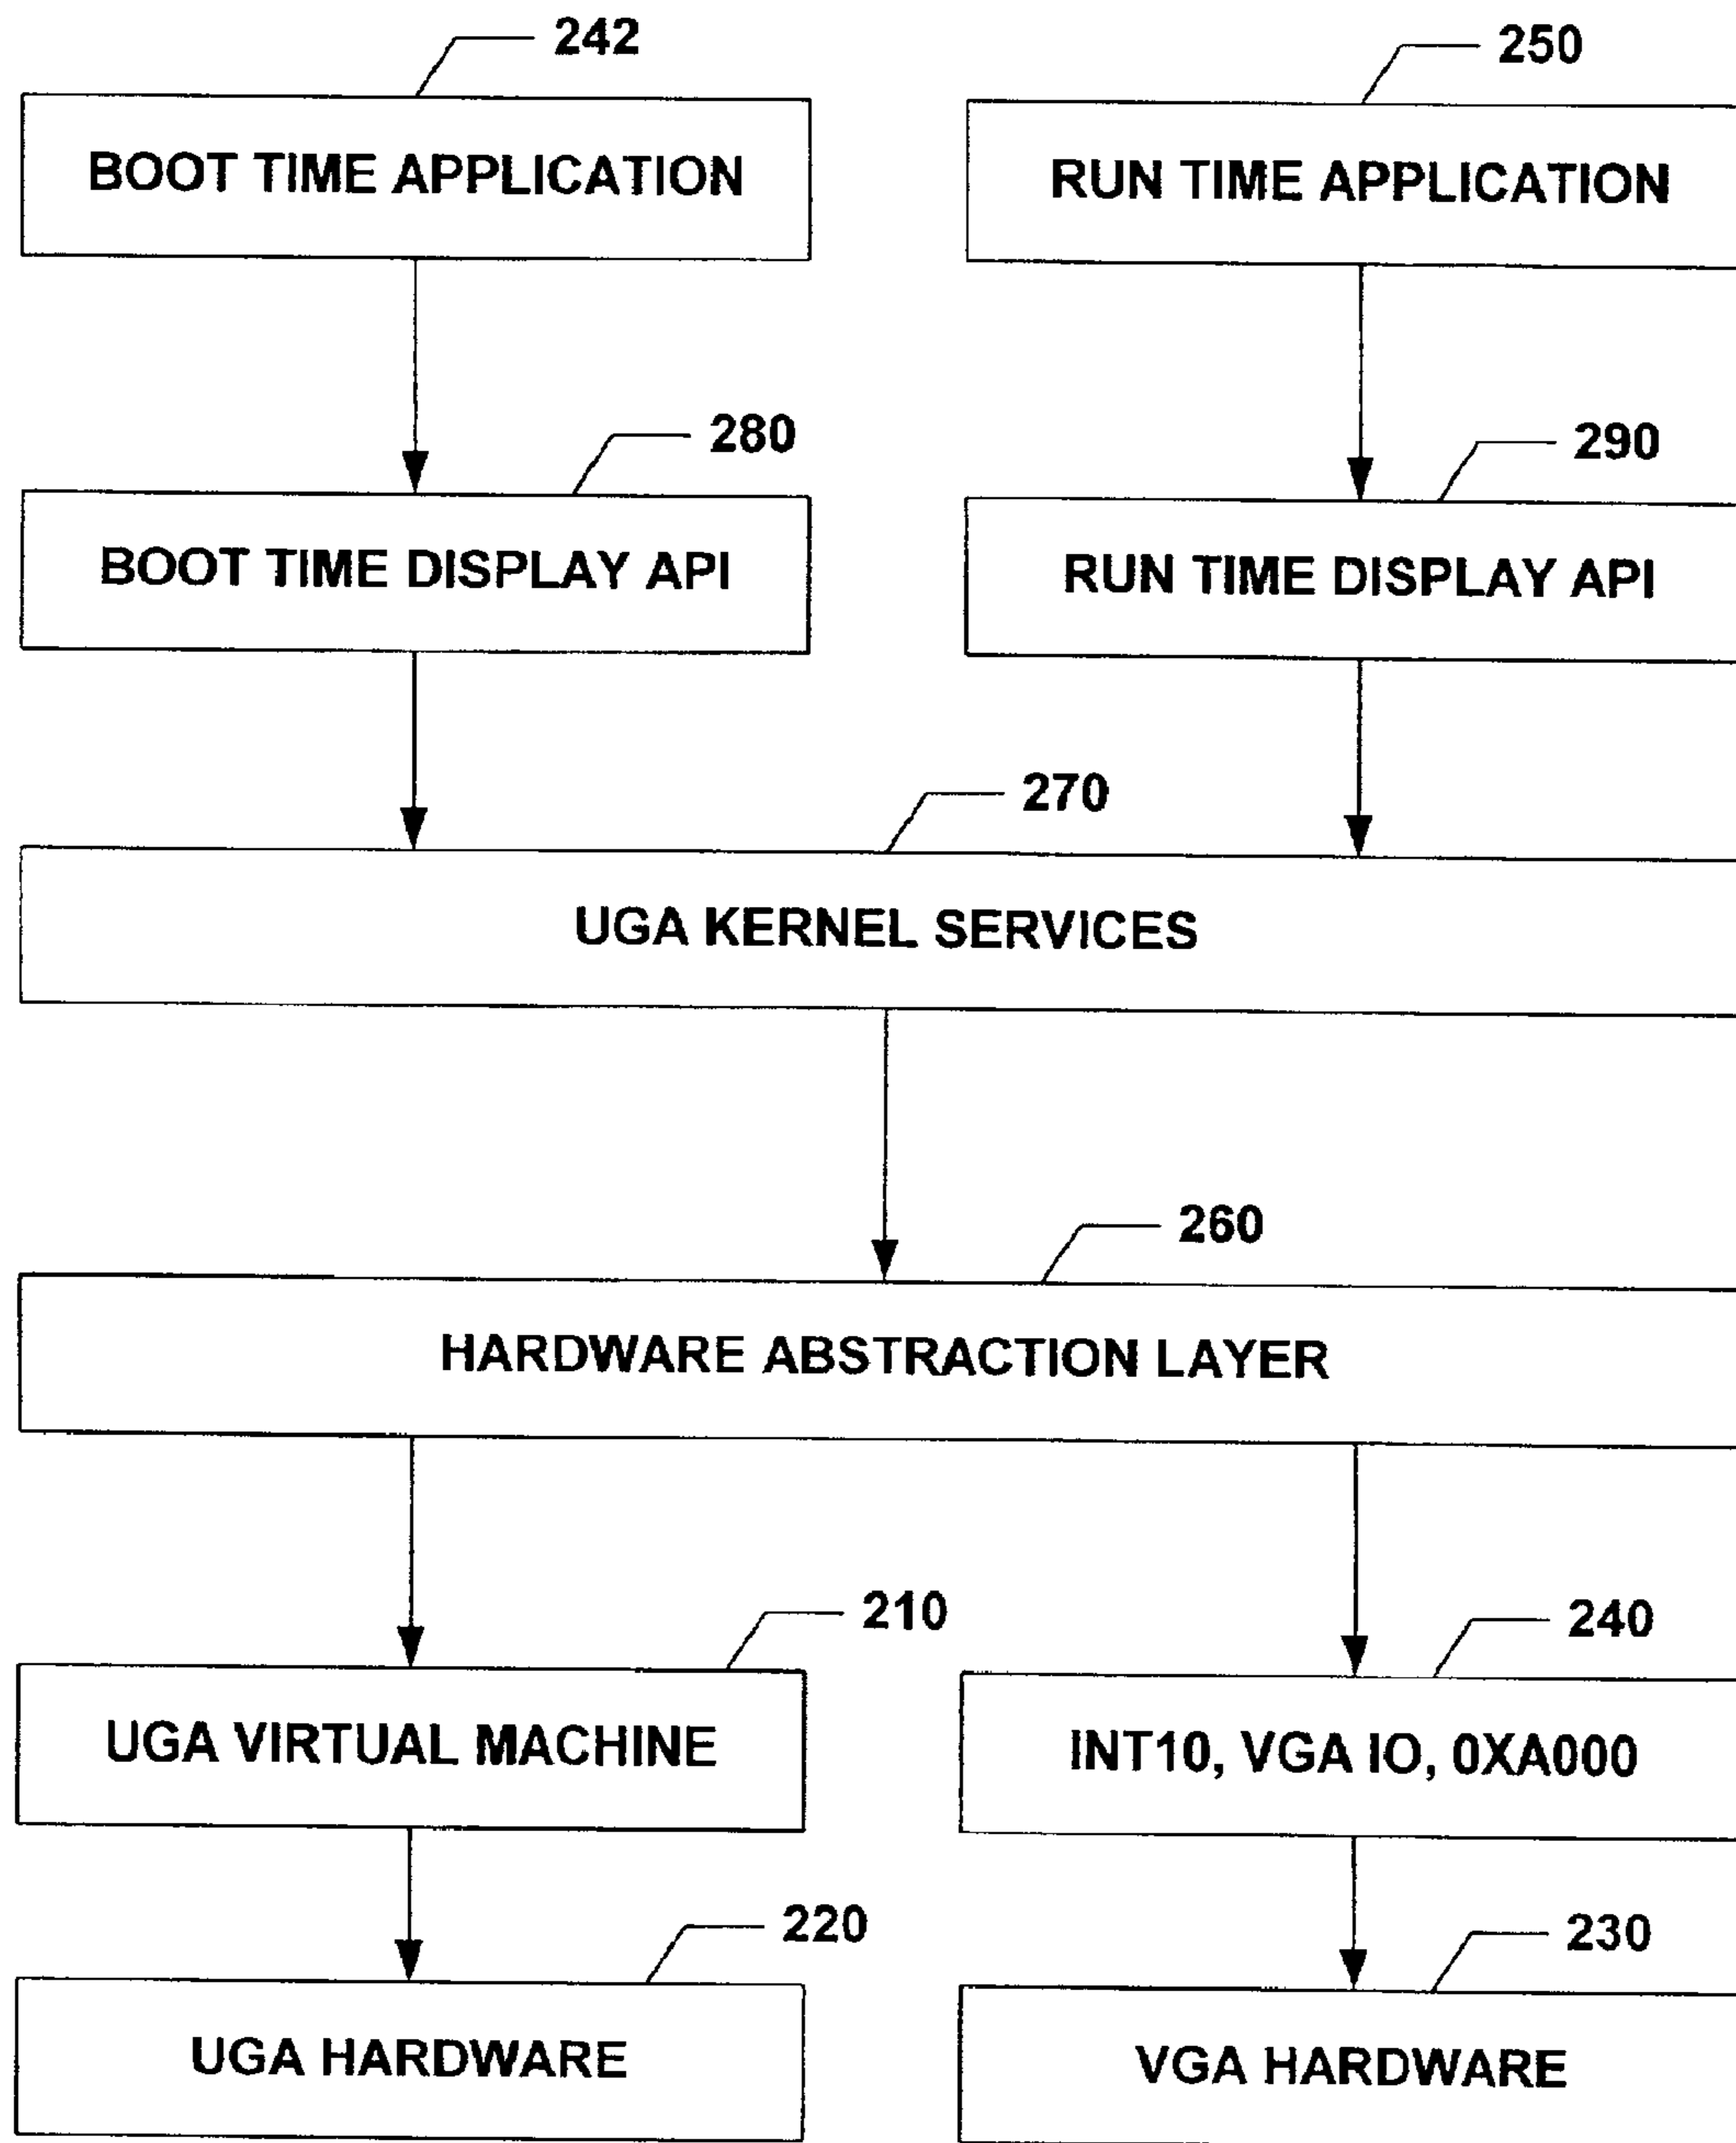 242
250
BOOT TIME APPLICATION
RUN TIME APPLICATION
280
290
BOOT TIME DISPLAY API
RUN TIME DISPLAY API
270
UGA KERNEL SERVICES
260
HARDWARE ABSTRACTION LAYER
210
240
UGA VIRTUAL MACHINE
INT10, VGA IO, 0XA000
220
230
UGA HARDWARE
VGA HARDWARE